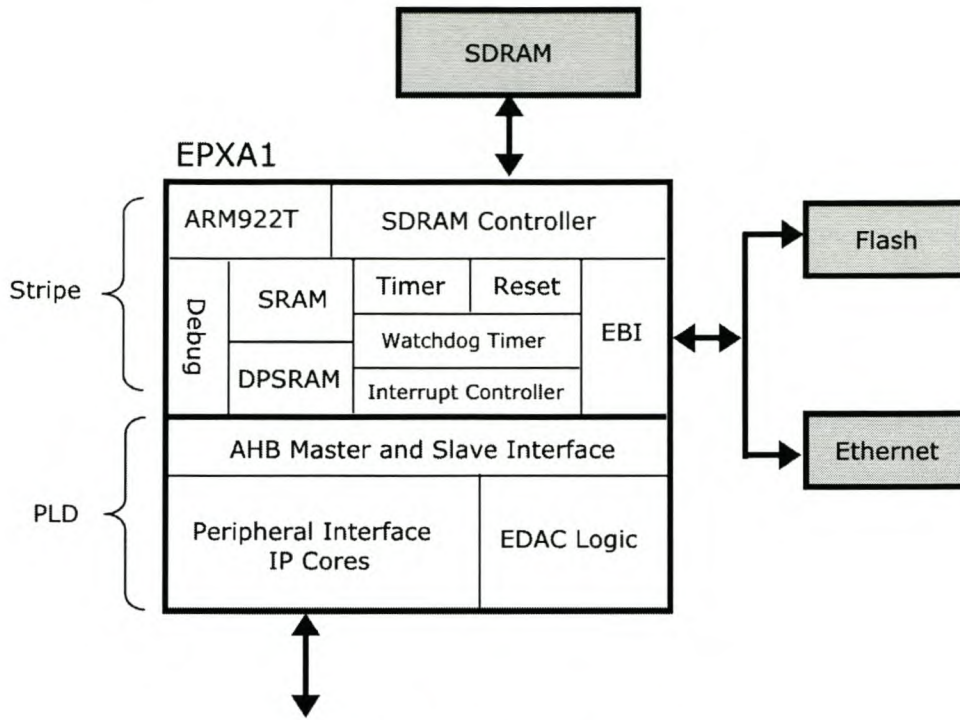 SDRAM
EPXA1
ARM922T
SDRAM Controller
Stripe
Debug
SRAM
Timer
Reset
EBI
Watchdog Timer
DPSRAM
Interrupt Controller
Flash
Ethernet
PLD
AHB Master and Slave Interface
Peripheral Interface
IP Cores
EDAC Logic